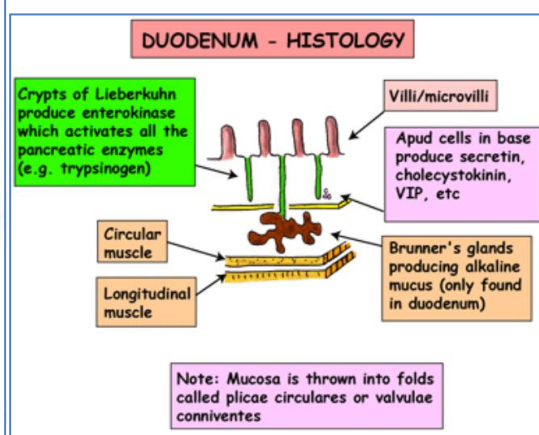 DUODENUM - HISTOLOGY
Crypts of Lieberkuhn
produce enterokinase
which activates all the
pancreatic enzymes
(e.g. trypsinogen)
Villi/microvilli
Apud cells in base
produce secretin,
cholecystokinin,
VIP, etc
Circular
muscle
Longitudinal
muscle
Brunner's glands
producing alkaline
mucus (only found
in duodenum)
Note: Mucosa is thrown into folds
called plicae circulares or valvulae
conniventes